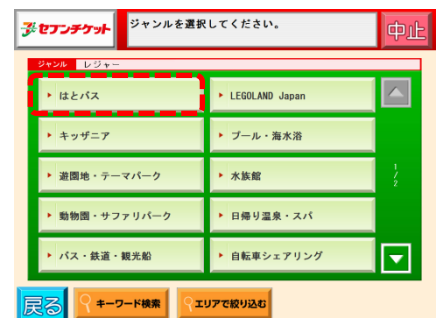 セブンチケット
ジャンルを選択してください。
中止
ジャンル レジャー
はとバス
LEGOLAND Japan
キッザニア
プール・海水浴
遊園地・テーマパーク
水族館
動物園・サファリパーク
日帰り温泉・スパ
バス・鉄道・観光船
自転車シェアリング
1/2
戻る
キーワード検索
エリアで絞り込む